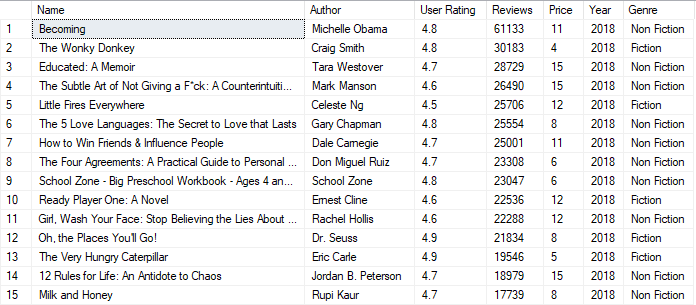 Name Author User Rating Reviews Price Year Genre
1 Becoming Michelle Obama 4.8 61133 11 2018 Non Fiction
2 The Wonky Donkey Craig Smith 4.8 30183 4 2018 Fiction
3 Educated: A Memoir Tara Westover 4.7 28729 15 2018 Non Fiction
4 The Subtle Art of Not Giving a F*ck: A Counterintuiti... Mark Manson 4.6 26490 15 2018 Non Fiction
5 Little Fires Everywhere Celeste Ng 4.5 25706 12 2018 Fiction
6 The 5 Love Languages: The Secret to Love that Lasts Gary Chapman 4.8 25554 8 2018 Non Fiction
7 How to Win Friends & Influence People Dale Carnegie 4.7 25001 11 2018 Non Fiction
8 The Four Agreements: A Practical Guide to Personal ... Don Miguel Ruiz 4.7 23308 6 2018 Non Fiction
9 School Zone - Big Preschool Workbook - Ages 4 an... School Zone 4.8 23047 6 2018 Non Fiction
10 Ready Player One: A Novel Ernest Cline 4.6 22536 12 2018 Fiction
11 Girl, Wash Your Face: Stop Believing the Lies About ... Rachel Hollis 4.6 22288 12 2018 Non Fiction
12 Oh, the Places You'll Go! Dr. Seuss 4.9 21834 8 2018 Fiction
13 The Very Hungry Caterpillar Eric Carle 4.9 19546 5 2018 Fiction
14 12 Rules for Life: An Antidote to Chaos Jordan B. Peterson 4.7 18979 15 2018 Non Fiction
15 Milk and Honey Rupi Kaur 4.7 17739 8 2018 Non Fiction